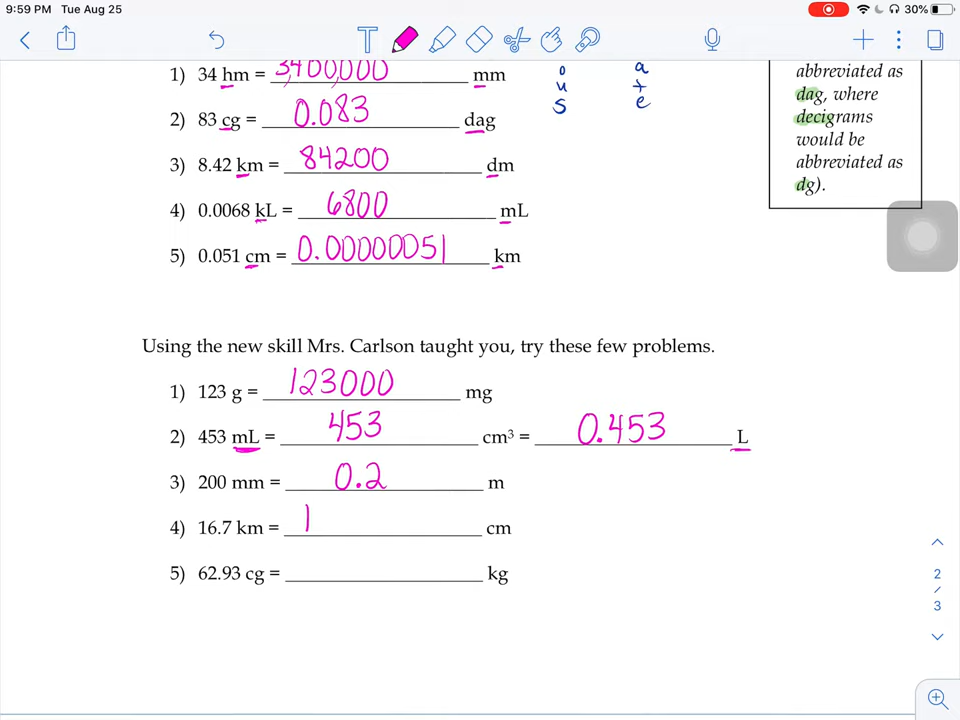 9:59 PM Tue Aug 25 30%
T
1) 34 hm = 3,400,000 mm
o
u
s
a
t
e
abbreviated as
dag, where
decigrams
would be
abbreviated as
dg).
2) 83 cg = 0.083 dag
3) 8.42 km = 84200 dm
4) 0.0068 kL = 6800 mL
5) 0.051 cm = 0.00000051 km
Using the new skill Mrs. Carlson taught you, try these few problems.
1) 123 g = 123000 mg
2) 453 mL = 453 cm³ = 0.453 L
3) 200 mm = 0.2 m
4) 16.7 km = 1 cm
5) 62.93 cg = kg
2
/
3